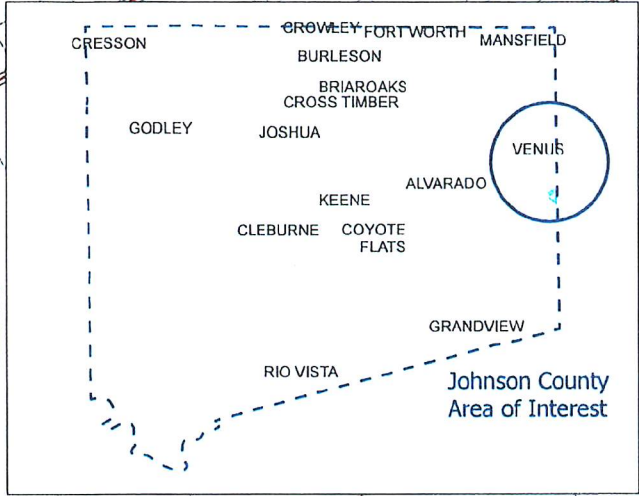 CROWLEY
FORT WORTH
CRESSON
MANSFIELD
BURLESON
BRIAROAKS
CROSS TIMBER
GODLEY
JOSHUA
VENUS
ALVARADO
KEENE
CLEBURNE
COYOTE
FLATS
GRANDVIEW
RIO VISTA
Johnson County
Area of Interest